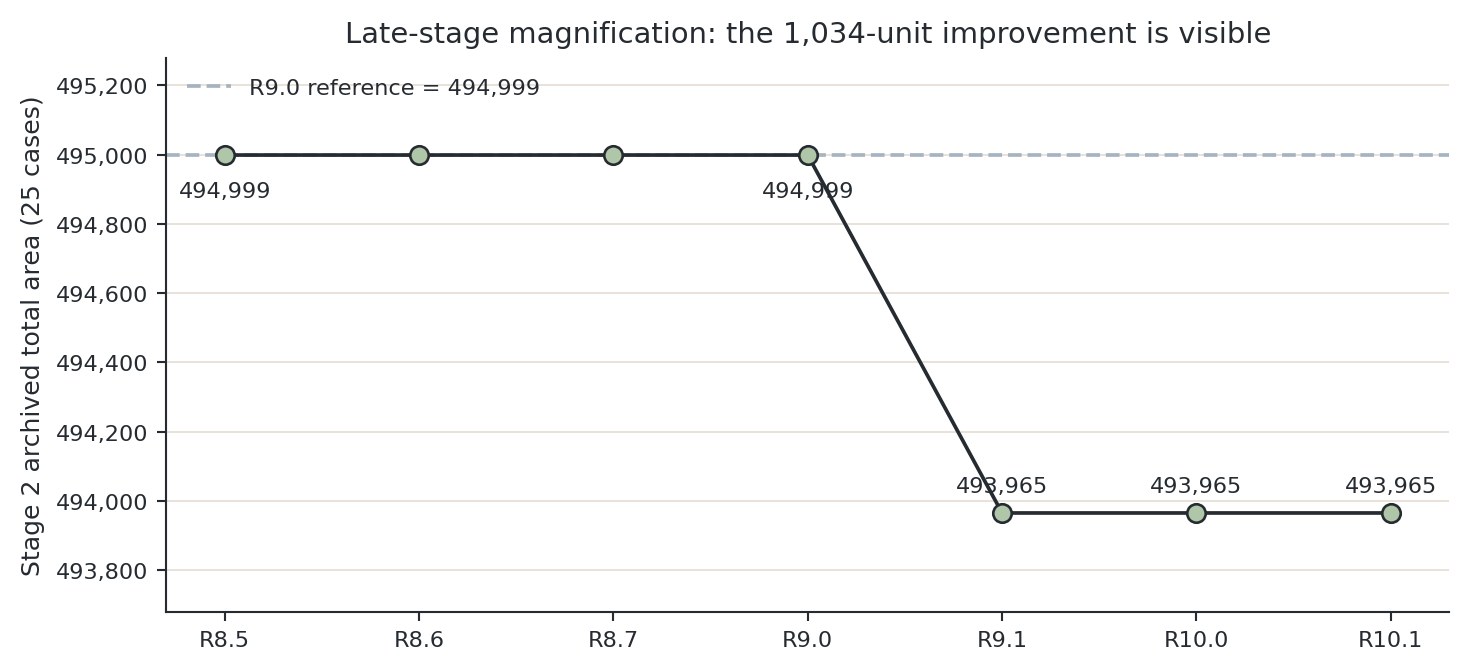 Late-stage magnification: the 1,034-unit improvement is visible
Stage 2 archived total area (25 cases)
495,200
495,000
494,800
494,600
494,400
494,200
494,000
493,800
R9.0 reference = 494,999
494,999
494,999
493,965
493,965
493,965
R8.5
R8.6
R8.7
R9.0
R9.1
R10.0
R10.1